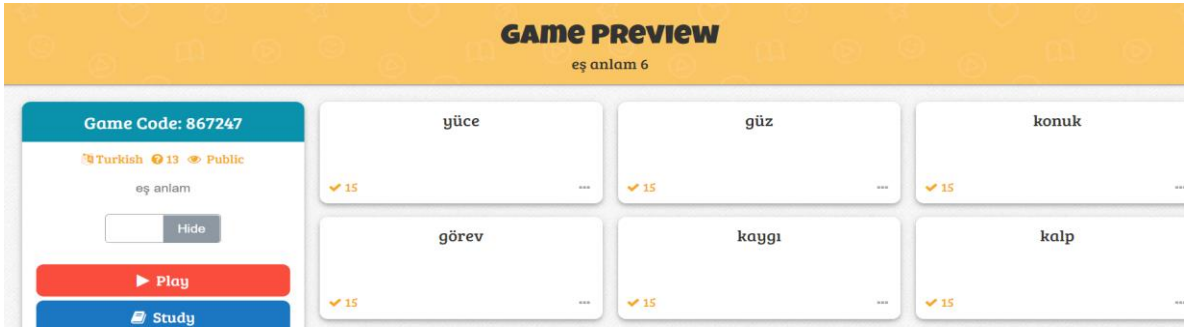 Game Preview
eş anlam 6
Game Code: 867247
Turkish 13 Public
eş anlam
Hide
Play
Study
yüce
15
güz
15
konuk
15
görev
15
kaygı
15
kalp
15